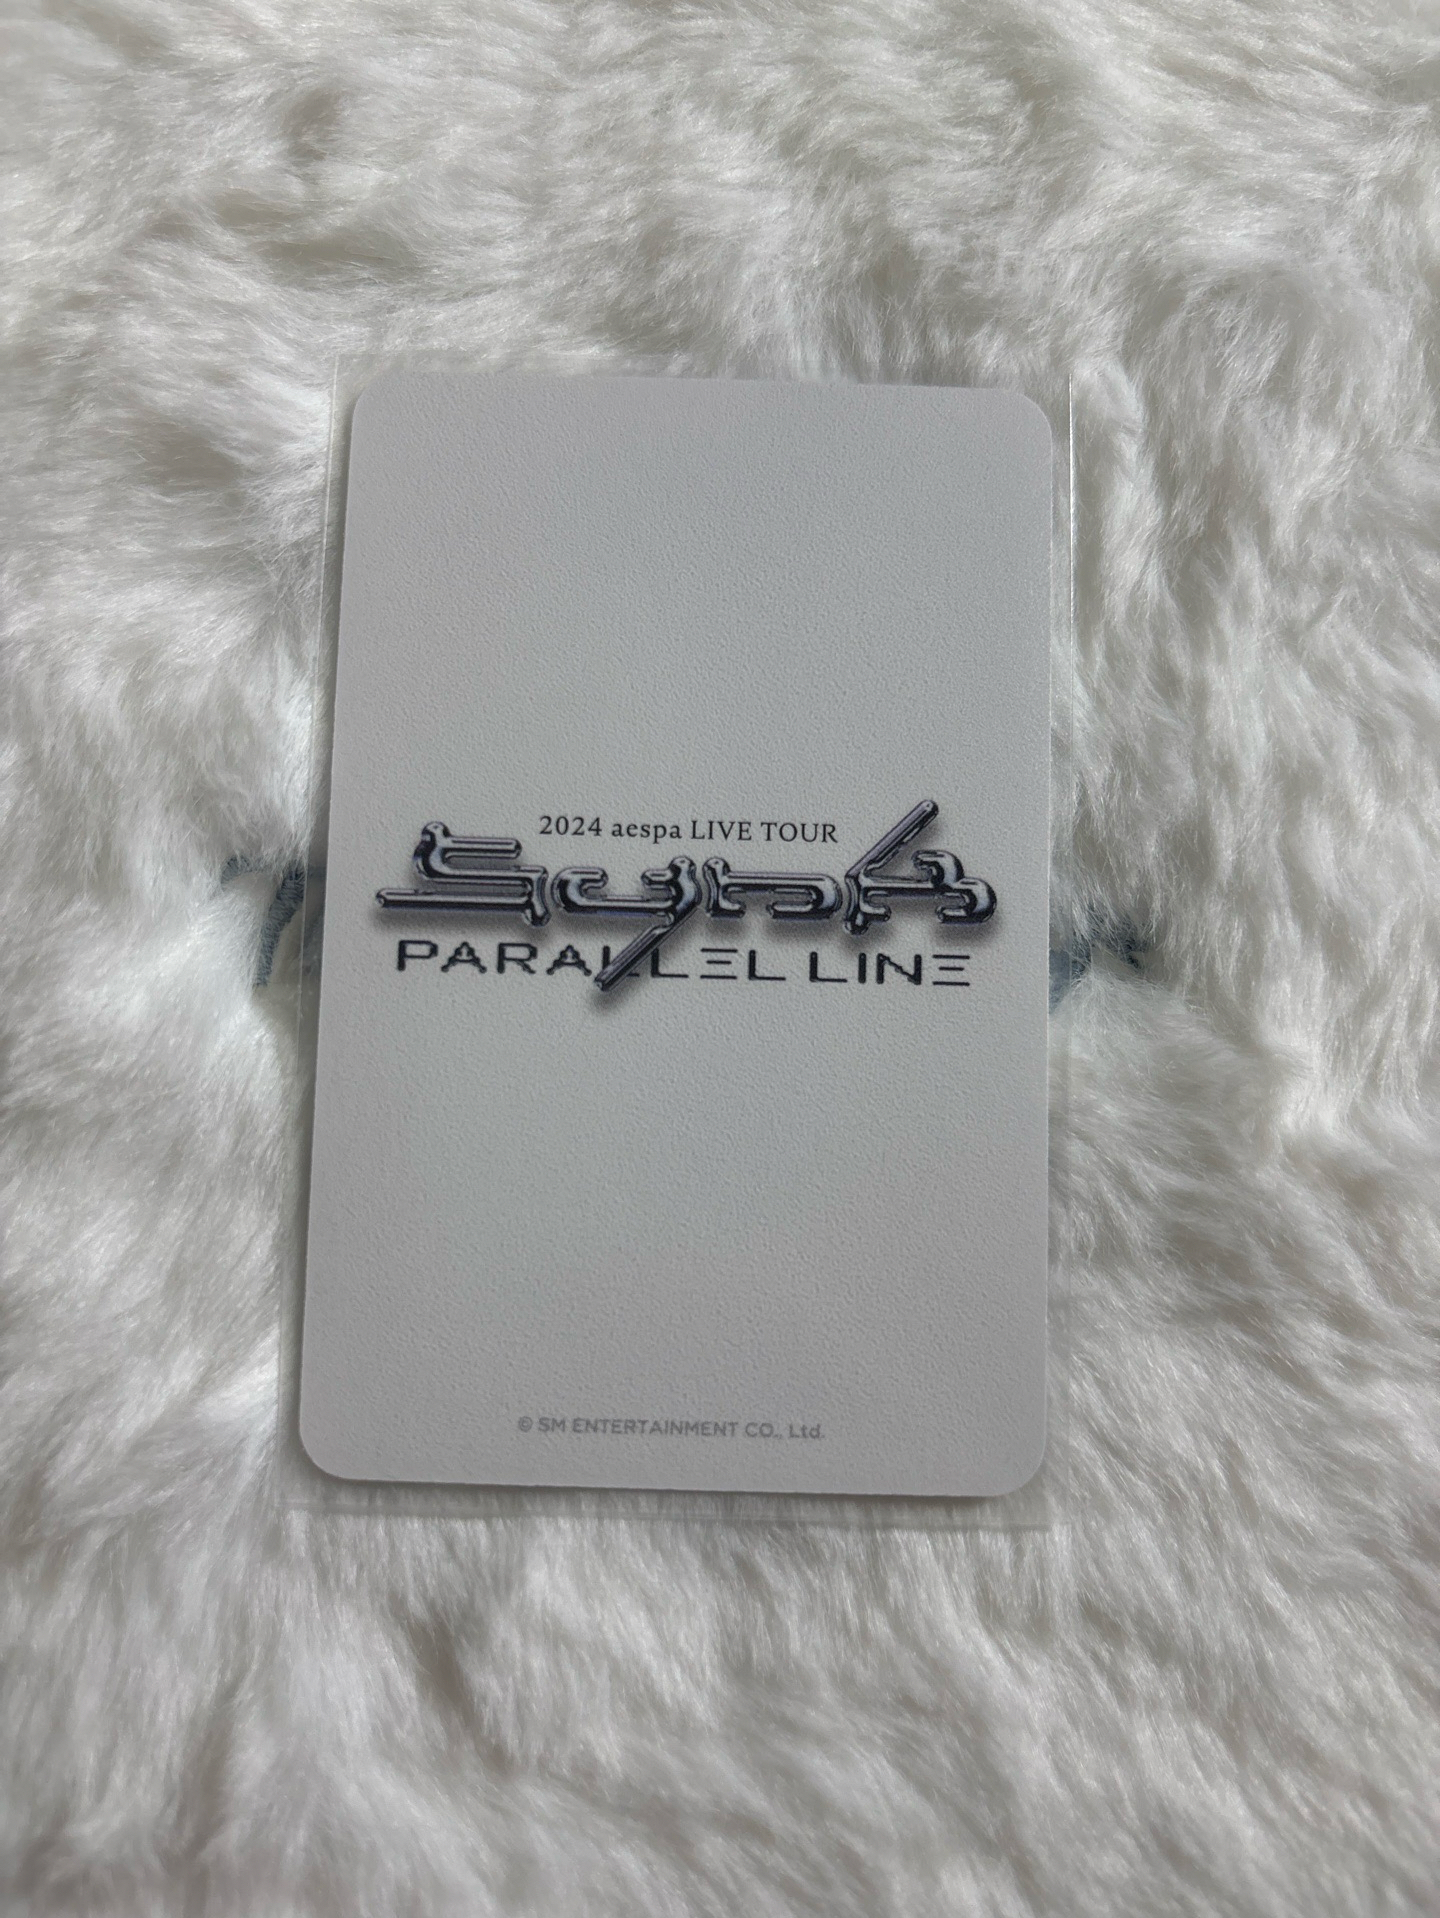 2024 aespa LIVE TOUR
SYNK
PARALLEL LINE
© SM ENTERTAINMENT CO., Ltd.